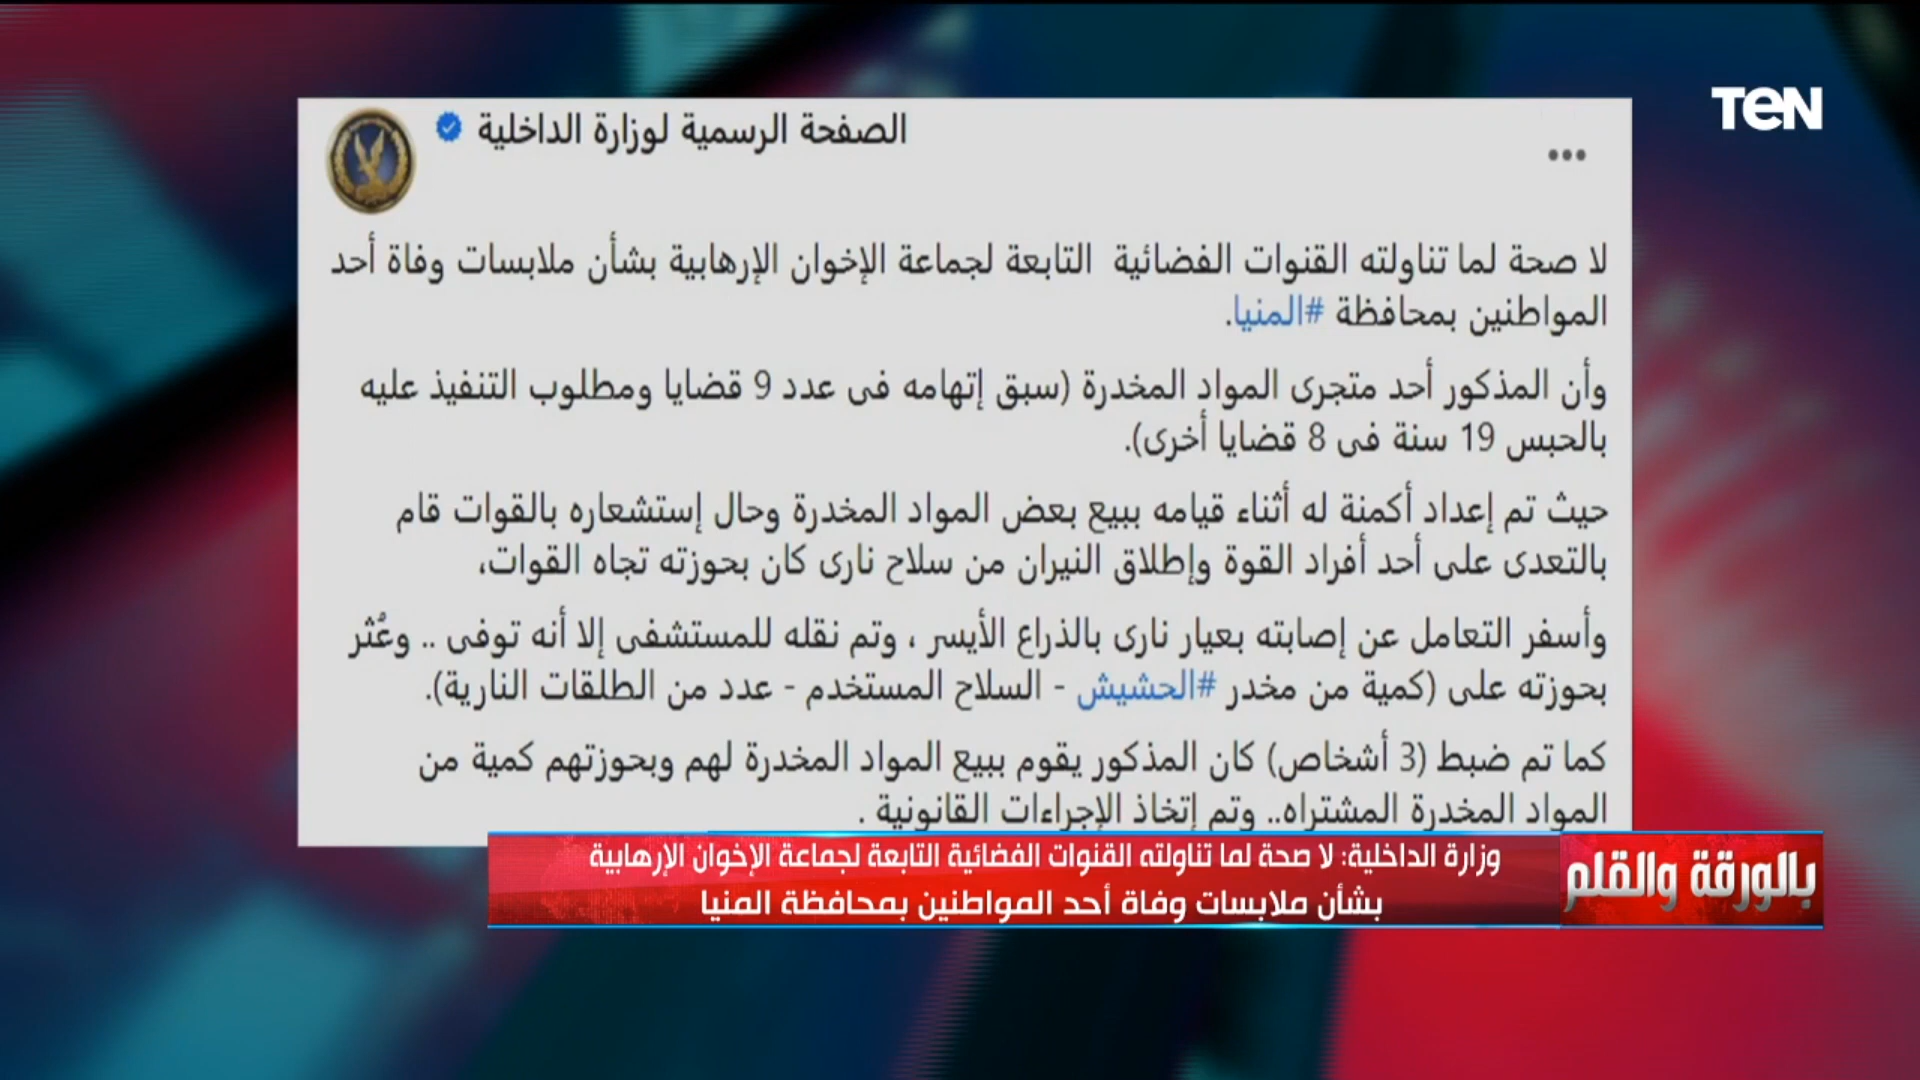 TeN
الصفحة الرسمية لوزارة الداخلية
لا صحة لما تناولته القنوات الفضائية التابعة لجماعة الإخوان الإرهابية بشأن ملابسات وفاة أحد
المواطنين بمحافظة #المنيا.
وأن المذكور أحد متجرى المواد المخدرة (سبق إتهامه فى عدد 9 قضايا ومطلوب التنفيذ عليه
بالحبس 19 سنة فى 8 قضايا أخرى).
حيث تم إعداد أكمنة له أثناء قيامه ببيع بعض المواد المخدرة وحال إستشعاره بالقوات قام
بالتعدى على أحد أفراد القوة وإطلاق النيران من سلاح نارى كان بحوزته تجاه القوات،
وأسفر التعامل عن إصابته بعيار نارى بالذراع الأيسر ، وتم نقله للمستشفى إلا أنه توفى .. وعُثر
بحوزته على (كمية من مخدر #الحشيش - السلاح المستخدم - عدد من الطلقات النارية).
كما تم ضبط (3 أشخاص) كان المذكور يقوم ببيع المواد المخدرة لهم وبحوزتهم كمية من
المواد المخدرة المشتراه.. وتم إتخاذ الإجراءات القانونية .
وزارة الداخلية: لا صحة لما تناولته القنوات الفضائية التابعة لجماعة الإخوان الإرهابية
بشأن ملابسات وفاة أحد المواطنين بمحافظة المنيا
بالورقة والقلم